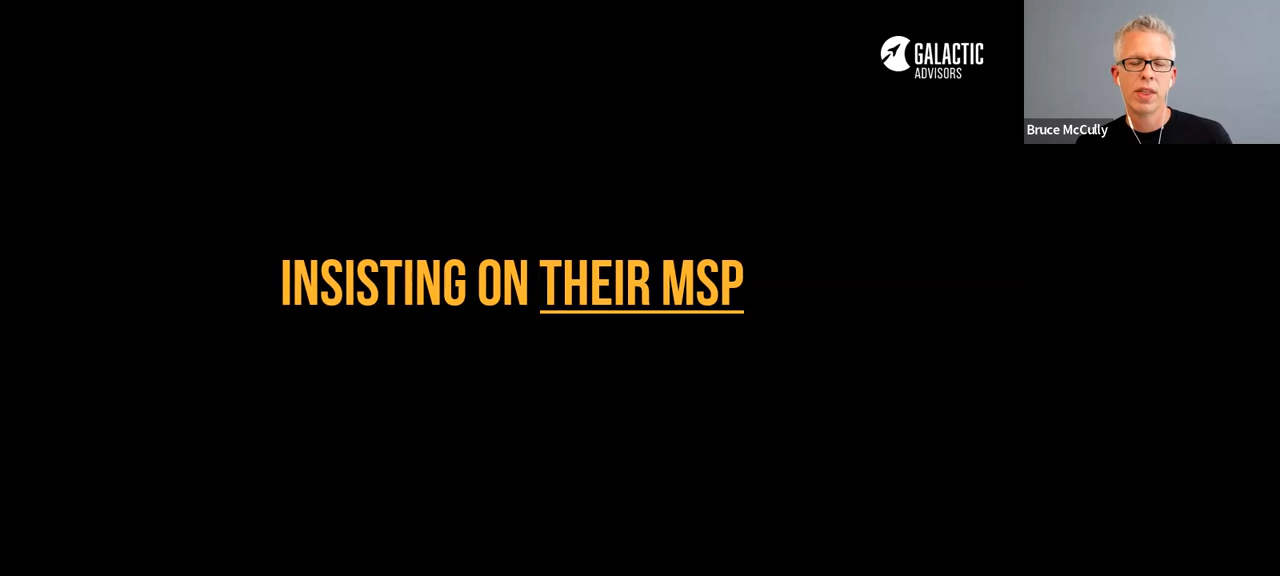 GALACTIC
ADVISORS
Bruce McCully
INSISTING ON THEIR MSP